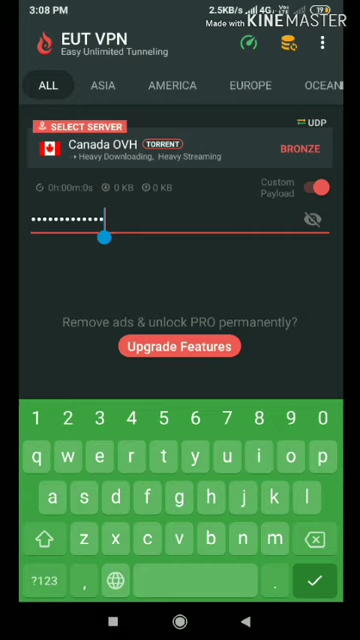 3:08 PM 2.5KB/s 4G 19
Made with KINEMASTER
EUT VPN
Easy Unlimited Tunneling
ALL ASIA AMERICA EUROPE OCEAN
SELECT SERVER UDP
Canada OVH TORRENT BRONZE
Heavy Downloading, Heavy Streaming
0h:00m:0s 0 KB 0 KB Custom Payload
•••••••••••••
Remove ads & unlock PRO permanently?
Upgrade Features
1 2 3 4 5 6 7 8 9 0
q w e r t y u i o p
a s d f g h j k l
z x c v b n m
?123 , .